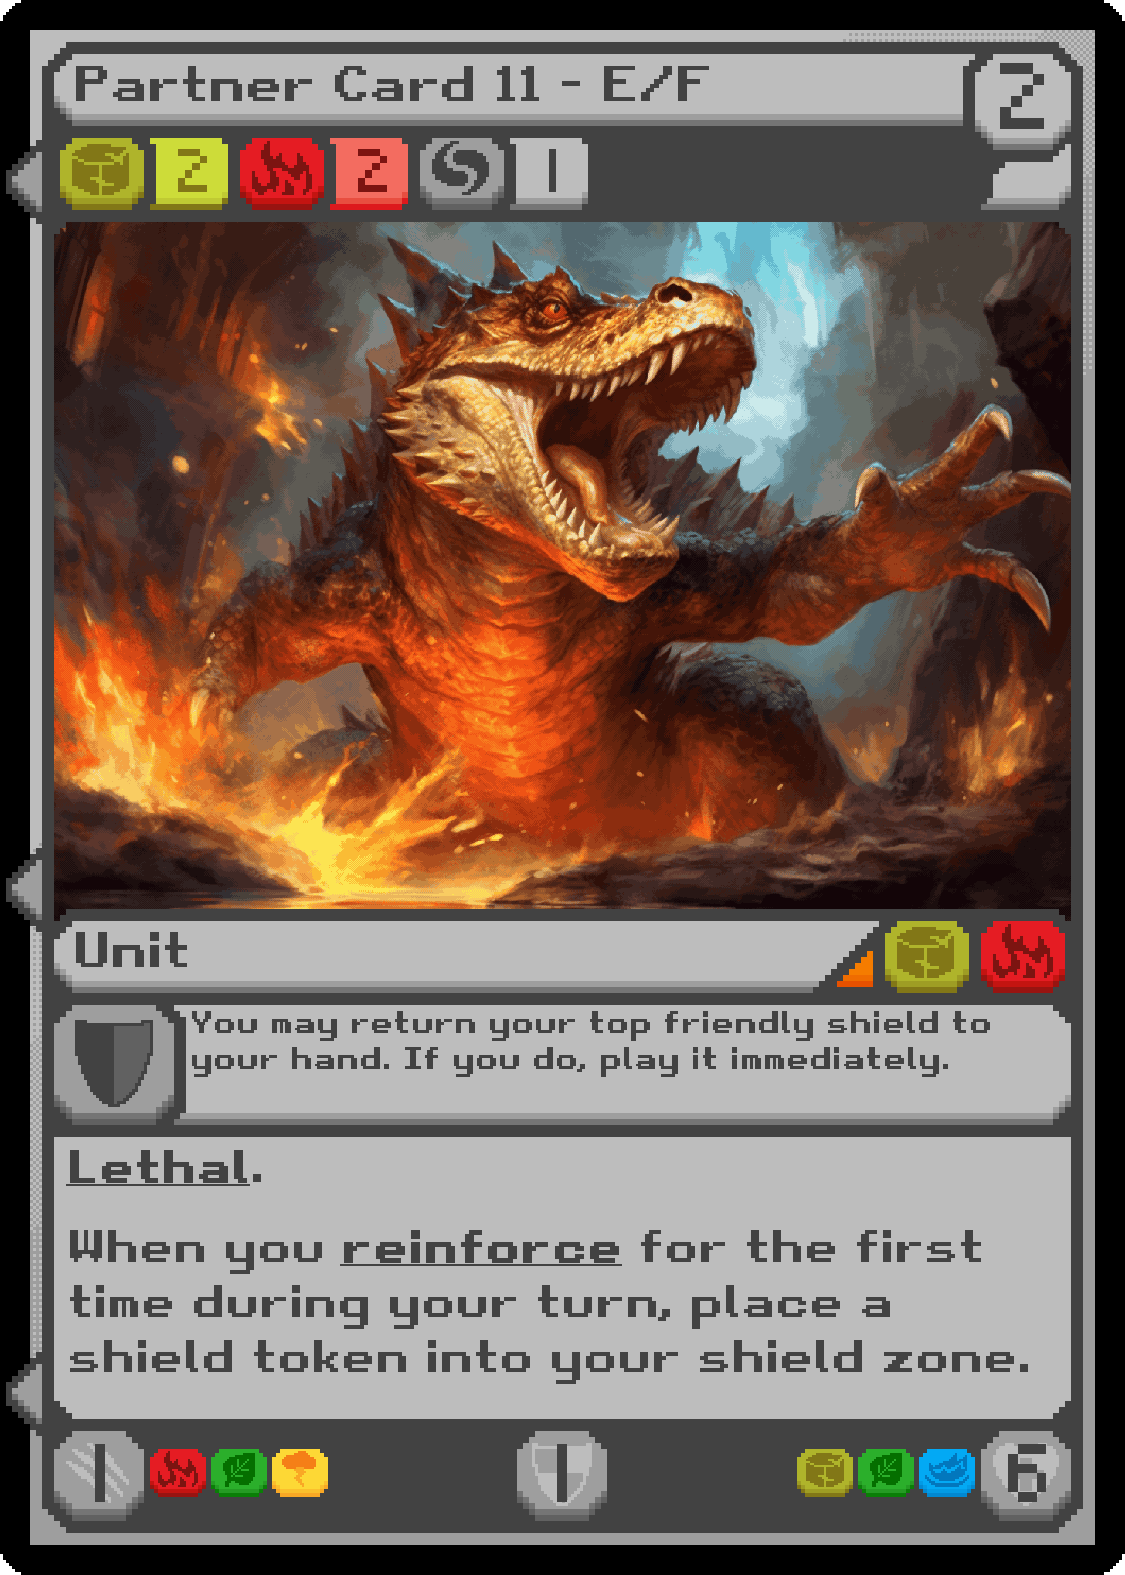 Partner Card 11 - E/F
2
2 2 1
Unit
You may return your top friendly shield to
your hand. If you do, play it immediately.
Lethal.
When you reinforce for the first
time during your turn, place a
shield token into your shield zone.
1 1 6